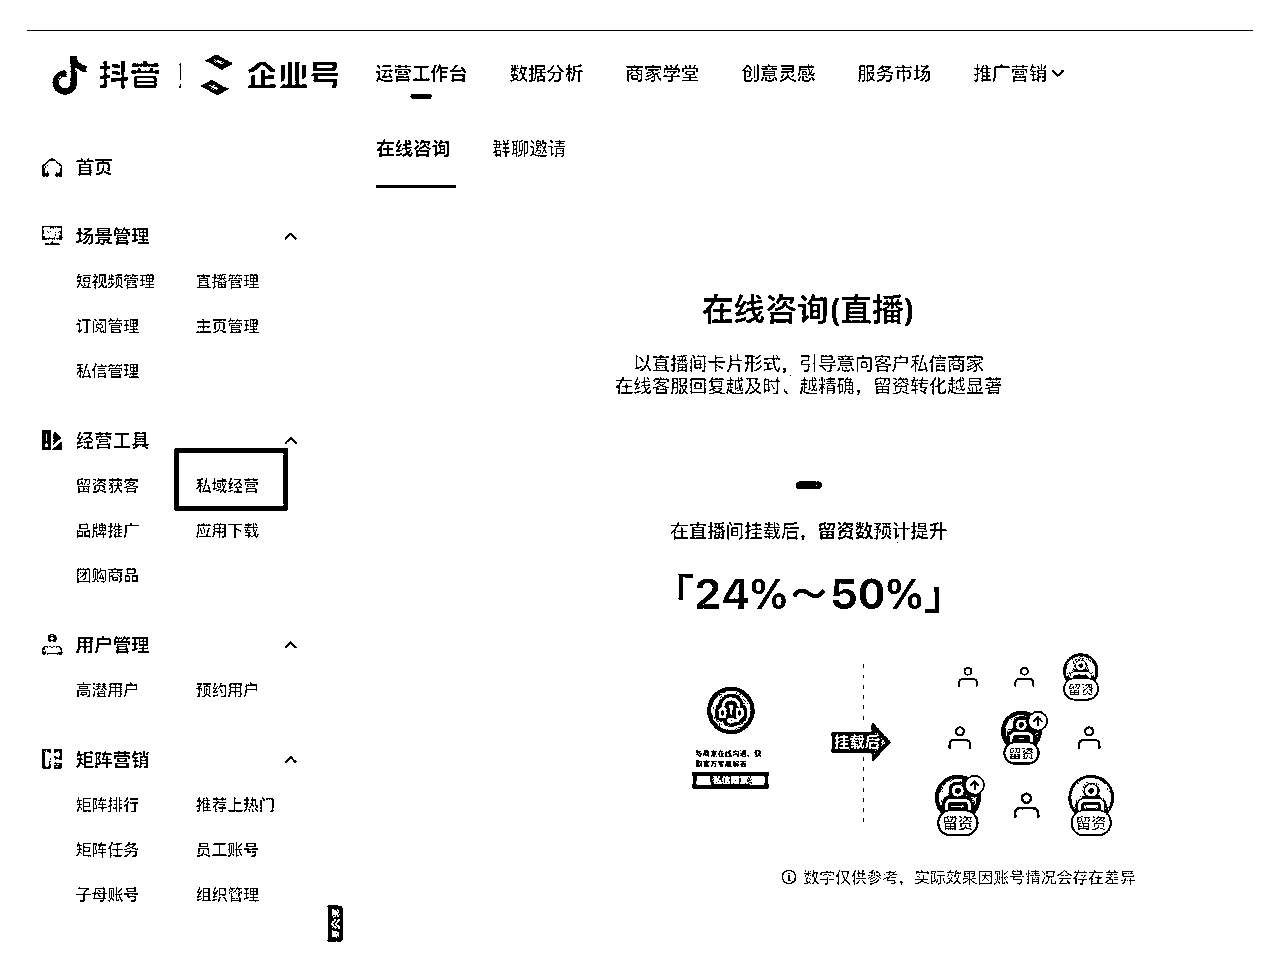 抖音 | 企业号
运营工作台 数据分析 商家学堂 创意灵感 服务市场 推广营销
在线咨询 群聊邀请
首页
场景管理
短视频管理 直播管理
订阅管理 主页管理
私信管理
经营工具
留资获客 私域经营
品牌推广 应用下载
团购商品
用户管理
高潜用户 预约用户
矩阵营销
矩阵排行 推荐上热门
矩阵任务 员工账号
子母账号 组织管理
在线咨询(直播)
以直播间卡片形式，引导意向客户私信商家
在线客服回复越及时、越精确，留资转化越显著
在直播间挂载后，留资数预计提升
「24%～50%」
挂载后
留资
留资
留资
留资
数字仅供参考，实际效果因账号情况会存在差异